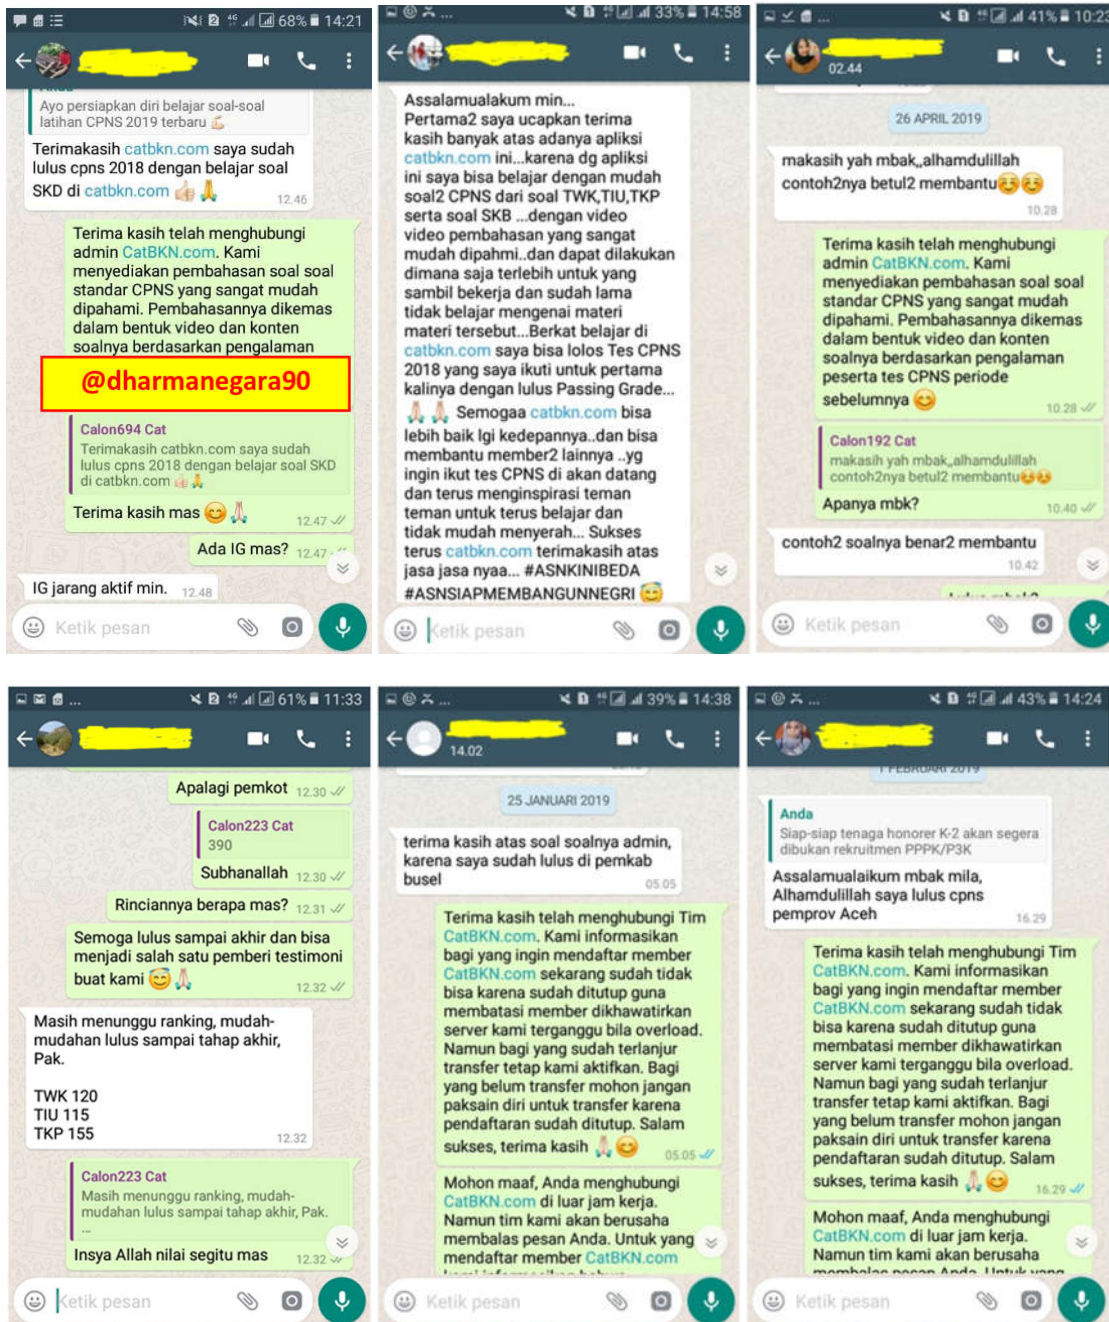 68% 14:21
Anda
Ayo persiapkan diri belajar soal-soal
latihan CPNS 2019 terbaru 💪
Terimakasih catbkn.com saya sudah
lulus cpns 2018 dengan belajar soal
SKD di catbkn.com 👍🙏
12.46
Terima kasih telah menghubungi
admin CatBKN.com. Kami
menyediakan pembahasan soal soal
standar CPNS yang sangat mudah
dipahami. Pembahasannya dikemas
dalam bentuk video dan konten
soalnya berdasarkan pengalaman
@dharmanegara90
Calon694 Cat
Terimakasih catbkn.com saya sudah
lulus cpns 2018 dengan belajar soal SKD
di catbkn.com 👍🙏
Terima kasih mas 😊🙏
12.47
Ada IG mas? 12.47
IG jarang aktif min. 12.48
Ketik pesan
33% 14:58
Assalamualakum min...
Pertama2 saya ucapkan terima
kasih banyak atas adanya apliksi
catbkn.com ini...karena dg apliksi
ini saya bisa belajar dengan mudah
soal2 CPNS dari soal TWK,TIU,TKP
serta soal SKB ...dengan video
video pembahasan yang sangat
mudah dipahmi..dan dapat dilakukan
dimana saja terlebih untuk yang
sambil bekerja dan sudah lama
tidak belajar mengenai materi
materi tersebut...Berkat belajar di
catbkn.com saya bisa lolos Tes CPNS
2018 yang saya ikuti untuk pertama
kalinya dengan lulus Passing Grade...
🙏🙏 Semogaa catbkn.com bisa
lebih baik lgi kedepannya..dan bisa
membantu member2 lainnya ..yg
ingin ikut tes CPNS di akan datang
dan terus menginspirasi teman
teman untuk terus belajar dan
tidak mudah menyerah... Sukses
terus catbkn.com terimakasih atas
jasa jasa nyaa... #ASNKINIBEDA
#ASNSIAPMEMBANGUNNEGRI 😇
Ketik pesan
41% 10:23
02.44
26 APRIL 2019
makasih yah mbak,,alhamdulillah
contoh2nya betul2 membantu☺️☺️
10.28
Terima kasih telah menghubungi
admin CatBKN.com. Kami
menyediakan pembahasan soal soal
standar CPNS yang sangat mudah
dipahami. Pembahasannya dikemas
dalam bentuk video dan konten
soalnya berdasarkan pengalaman
peserta tes CPNS periode
sebelumnya 😊
10.28
Calon192 Cat
makasih yah mbak,,alhamdulillah
contoh2nya betul2 membantu☺️☺️
Apanya mbk?
10.40
contoh2 soalnya benar2 membantu
10.42
Ketik pesan
61% 11:33
Apalagi pemkot 12.30
Calon223 Cat
390
Subhanallah 12.30
Rinciannya berapa mas? 12.31
Semoga lulus sampai akhir dan bisa
menjadi salah satu pemberi testimoni
buat kami 😇🙏
12.32
Masih menunggu ranking, mudah-
mudahan lulus sampai tahap akhir,
Pak.
TWK 120
TIU 115
TKP 155
12.32
Calon223 Cat
Masih menunggu ranking, mudah-
mudahan lulus sampai tahap akhir, Pak.
...
Insya Allah nilai segitu mas 12.32
Ketik pesan
39% 14:38
14.02
25 JANUARI 2019
terima kasih atas soal soalnya admin,
karena saya sudah lulus di pemkab
busel
05.05
Terima kasih telah menghubungi Tim
CatBKN.com. Kami informasikan
bagi yang ingin mendaftar member
CatBKN.com sekarang sudah tidak
bisa karena sudah ditutup guna
membatasi member dikhawatirkan
server kami terganggu bila overload.
Namun bagi yang sudah terlanjur
transfer tetap kami aktifkan. Bagi
yang belum transfer mohon jangan
paksain diri untuk transfer karena
pendaftaran sudah ditutup. Salam
sukses, terima kasih 🙏😊
05.05
Mohon maaf, Anda menghubungi
CatBKN.com di luar jam kerja.
Namun tim kami akan berusaha
membalas pesan Anda. Untuk yang
mendaftar member CatBKN.com
kami informasikan bahwa
Ketik pesan
43% 14:24
1 FEBRUARI 2019
Anda
Siap-siap tenaga honorer K-2 akan segera
dibukan rekruitmen PPPK/P3K
Assalamualaikum mbak mila,
Alhamdulillah saya lulus cpns
pemprov Aceh
16.29
Terima kasih telah menghubungi Tim
CatBKN.com. Kami informasikan
bagi yang ingin mendaftar member
CatBKN.com sekarang sudah tidak
bisa karena sudah ditutup guna
membatasi member dikhawatirkan
server kami terganggu bila overload.
Namun bagi yang sudah terlanjur
transfer tetap kami aktifkan. Bagi
yang belum transfer mohon jangan
paksain diri untuk transfer karena
pendaftaran sudah ditutup. Salam
sukses, terima kasih 🙏😊
16.29
Mohon maaf, Anda menghubungi
CatBKN.com di luar jam kerja.
Namun tim kami akan berusaha
membalas pesan Anda. Untuk yang
Ketik pesan